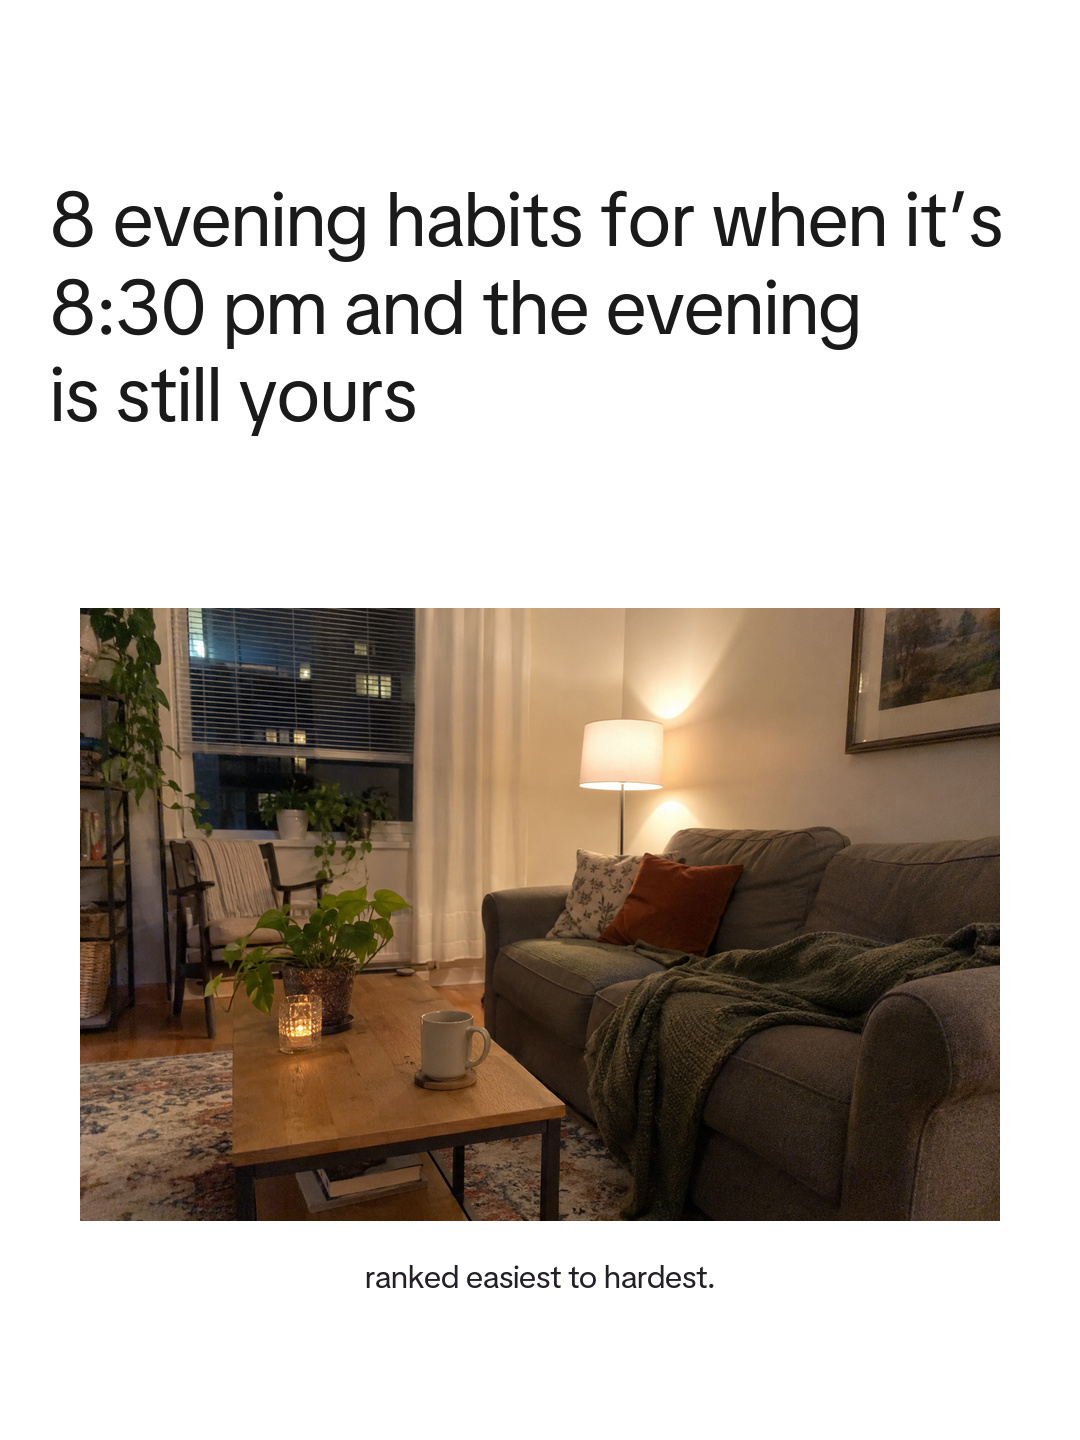 8 evening habits for when it’s
8:30 pm and the evening
is still yours
ranked easiest to hardest.